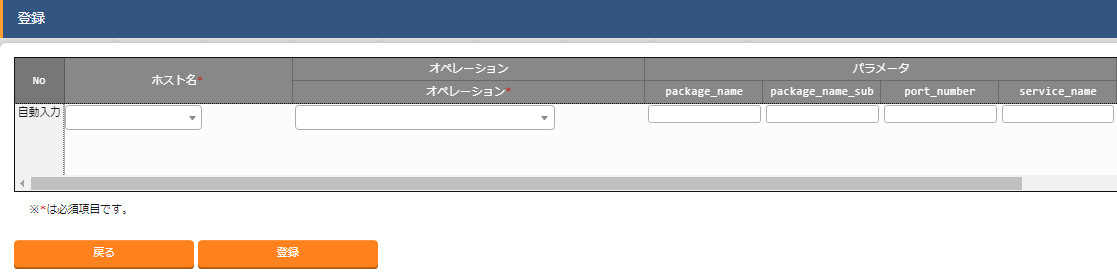 登録
No ホスト名* オペレーション パラメータ
オペレーション* package_name package_name_sub port_number service_name
自動入力
※*は必須項目です。
戻る 登録